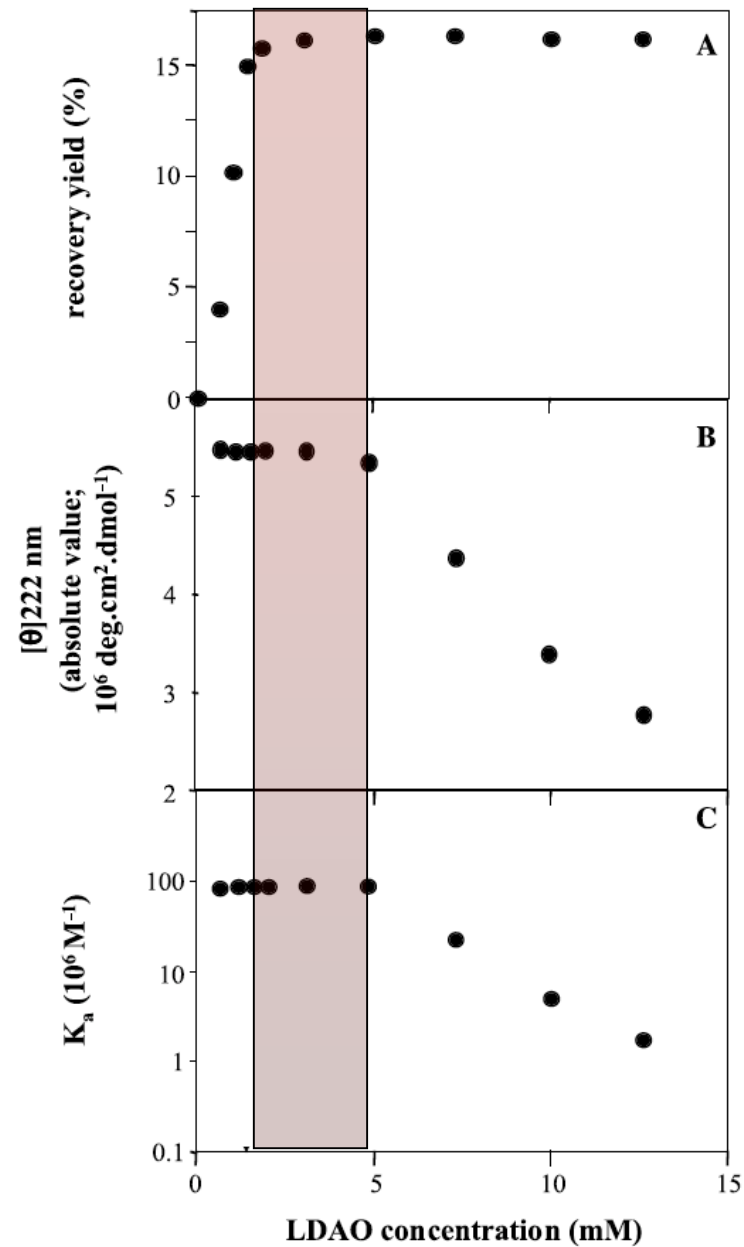 A
15
10
5
0
recovery yield (%)
B
5
4
3
2
[θ]222 nm
(absolute value;
10⁶ deg.cm².dmol⁻¹)
C
100
10
1
0.1
Kₐ (10⁶ M⁻¹)
0 5 10 15
LDAO concentration (mM)